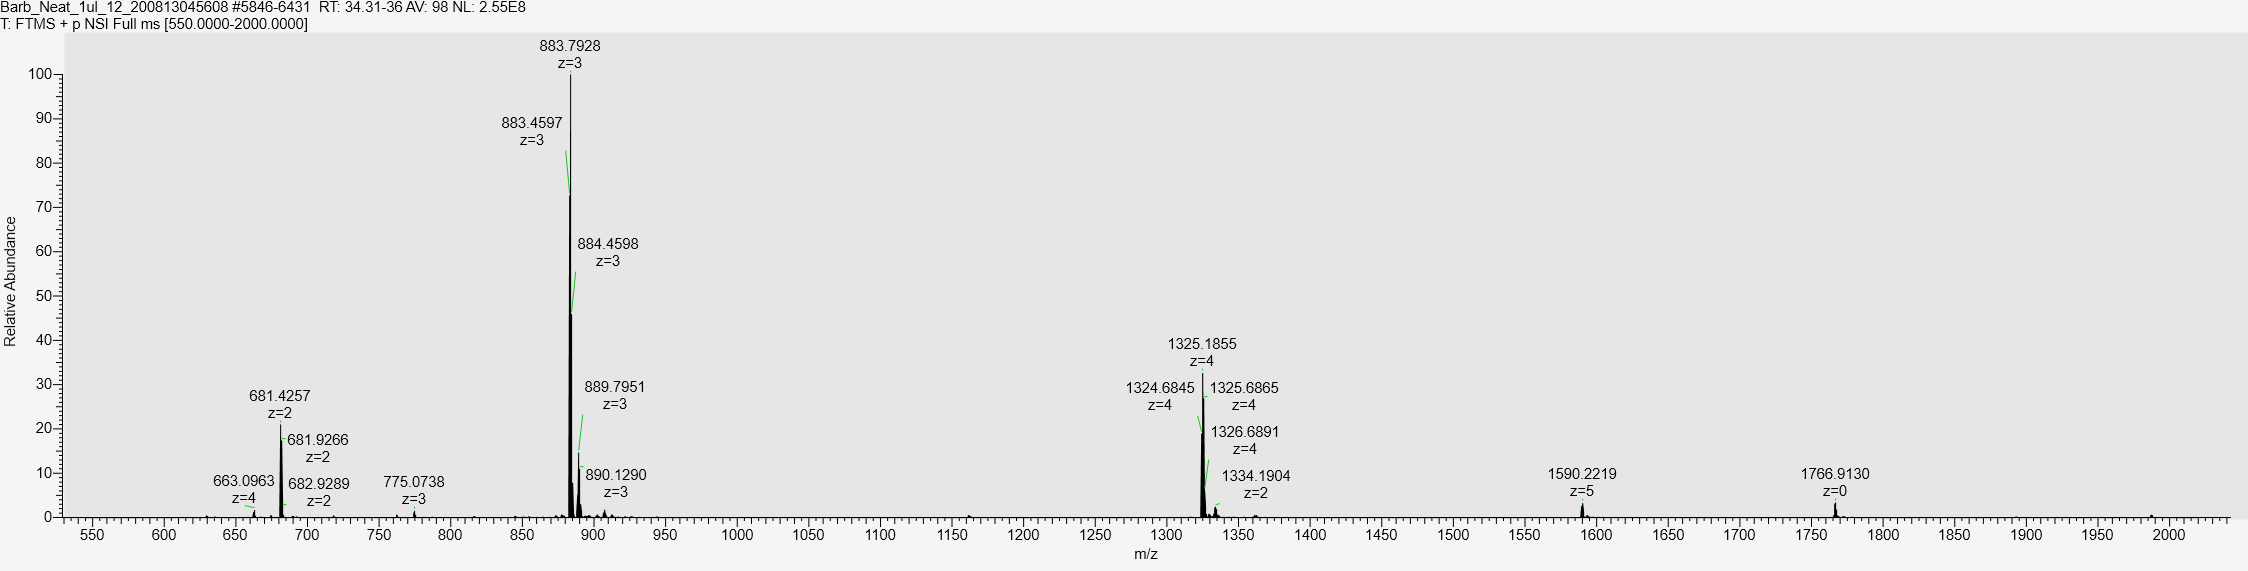 Barb_Neat_1ul_12_200813045608 #5846-6431 RT: 34.31-36 AV: 98 NL: 2.55E8
T: FTMS + p NSI Full ms [550.0000-2000.0000]
883.7928
z=3
883.4597
z=3
884.4598
z=3
889.7951
z=3
890.1290
z=3
681.4257
z=2
681.9266
z=2
682.9289
z=2
663.0963
z=4
775.0738
z=3
1325.1855
z=4
1324.6845
z=4
1325.6865
z=4
1326.6891
z=4
1334.1904
z=2
1590.2219
z=5
1766.9130
z=0
100
90
80
70
60
50
40
30
20
10
0
Relative Abundance
550 600 650 700 750 800 850 900 950 1000 1050 1100 1150 1200 1250 1300 1350 1400 1450 1500 1550 1600 1650 1700 1750 1800 1850 1900 1950 2000
m/z